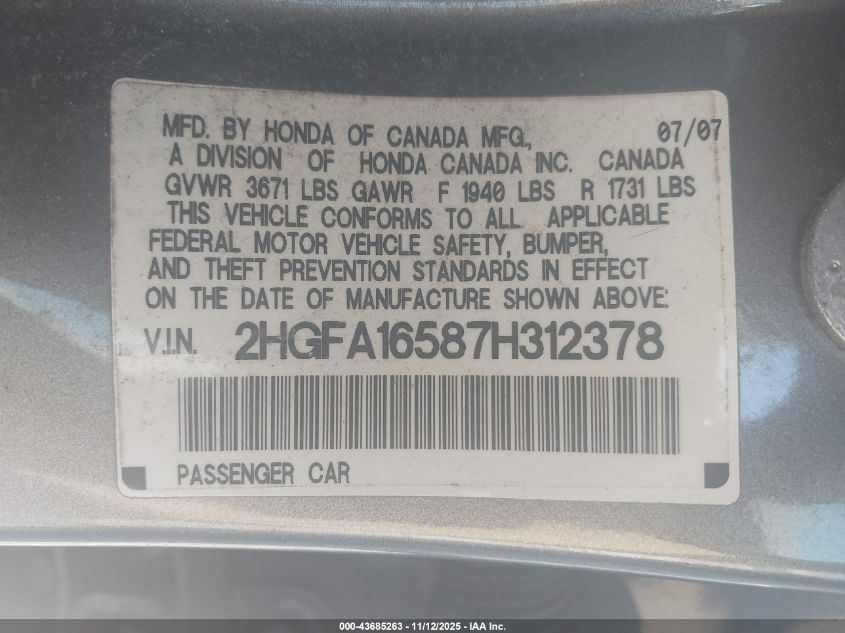 MFD. BY HONDA OF CANADA MFG., 07/07
A DIVISION OF HONDA CANADA INC. CANADA
GVWR 3671 LBS GAWR F 1940 LBS R 1731 LBS
THIS VEHICLE CONFORMS TO ALL APPLICABLE
FEDERAL MOTOR VEHICLE SAFETY, BUMPER,
AND THEFT PREVENTION STANDARDS IN EFFECT
ON THE DATE OF MANUFACTURE SHOWN ABOVE:
V.I.N. 2HGFA16587H312378
PASSENGER CAR
000-43685263 - 11/12/2025 - IAA Inc.